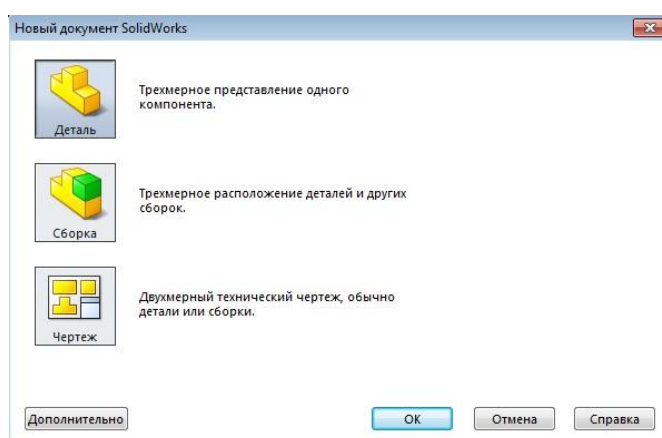 Новый документ SolidWorks
Деталь
Трехмерное представление одного
компонента.
Сборка
Трехмерное расположение деталей и других
сборок.
Чертеж
Двухмерный технический чертеж, обычно
детали или сборки.
Дополнительно
OK
Отмена
Справка